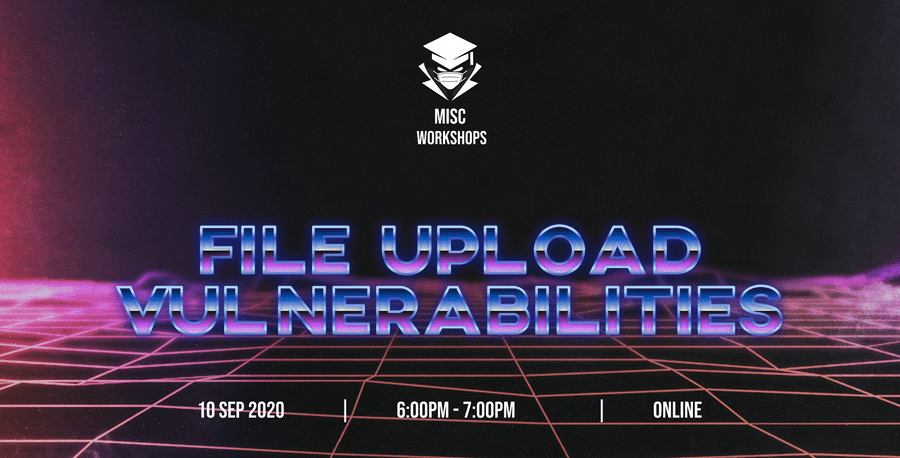 MISC
WORKSHOPS
FILE UPLOAD
VULNERABILITIES
10 SEP 2020 | 6:00PM - 7:00PM | ONLINE